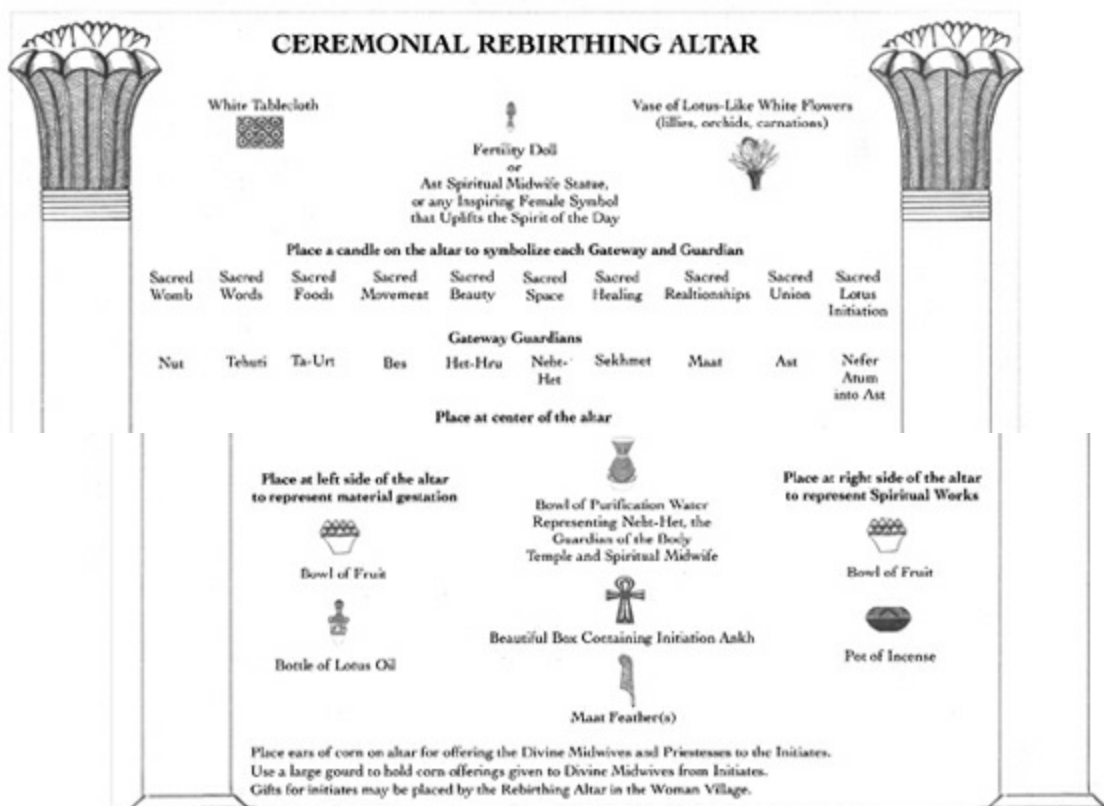 CEREMONIAL REBIRTHING ALTAR
White Tablecloth
Fertility Doll
or
Ast Spiritual Midwife Statue,
or any Inspiring Female Symbol
that Uplifts the Spirit of the Day
Vase of Lotus-Like White Flowers
(lillies, orchids, carnations)
Place a candle on the altar to symbolize each Gateway and Guardian
Sacred Womb
Sacred Words
Sacred Foods
Sacred Movement
Sacred Beauty
Sacred Space
Sacred Healing
Sacred Realtionships
Sacred Union
Sacred Lotus Initiation
Gateway Guardians
Nut
Tehuti
Ta-Urt
Bes
Het-Hru
Nebt-
Het
Sekhmet
Maat
Ast
Nefer
Atum
into Ast
Place at center of the altar
Place at left side of the altar
to represent material gestation
Bowl of Fruit
Bottle of Lotus Oil
Bowl of Purification Water
Representing Nebt-Het, the
Guardian of the Body
Temple and Spiritual Midwife
Beautiful Box Containing Initiation Ankh
Maat Feather(s)
Place at right side of the altar
to represent Spiritual Works
Bowl of Fruit
Pot of Incense
Place ears of corn on altar for offering the Divine Midwives and Priestesses to the Initiates.
Use a large gourd to hold corn offerings given to Divine Midwives from Initiates.
Gifts for initiates may be placed by the Rebirthing Altar in the Woman Village.